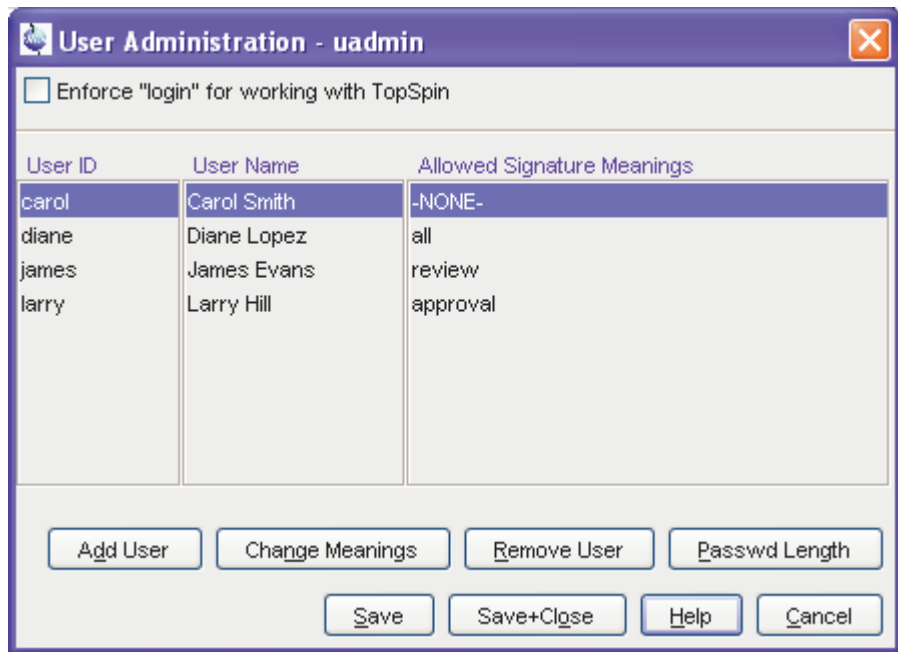 User Administration - uadmin
Enforce "login" for working with TopSpin
User ID User Name Allowed Signature Meanings
carol Carol Smith -NONE-
diane Diane Lopez all
james James Evans review
larry Larry Hill approval
Add User Change Meanings Remove User Passwd Length
Save Save+Close Help Cancel